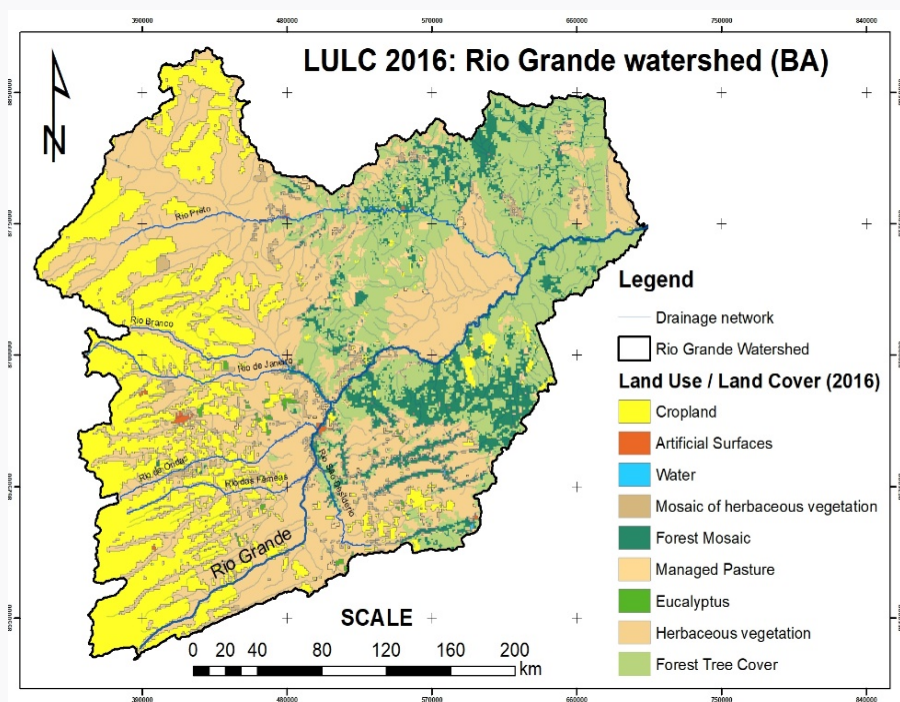 390000 480000 570000 660000 750000 840000
LULC 2016: Rio Grande watershed (BA)
N
Rio Preto
Rio Branco
Rio de Janeiro
Rio de Ondas
Rio das Fêmeas
Rio São Desidério
Rio Grande
Legend
Drainage network
Rio Grande Watershed
Land Use / Land Cover (2016)
Cropland
Artificial Surfaces
Water
Mosaic of herbaceous vegetation
Forest Mosaic
Managed Pasture
Eucalyptus
Herbaceous vegetation
Forest Tree Cover
SCALE
0 20 40 80 120 160 200
km
390000 480000 570000 660000 750000 840000